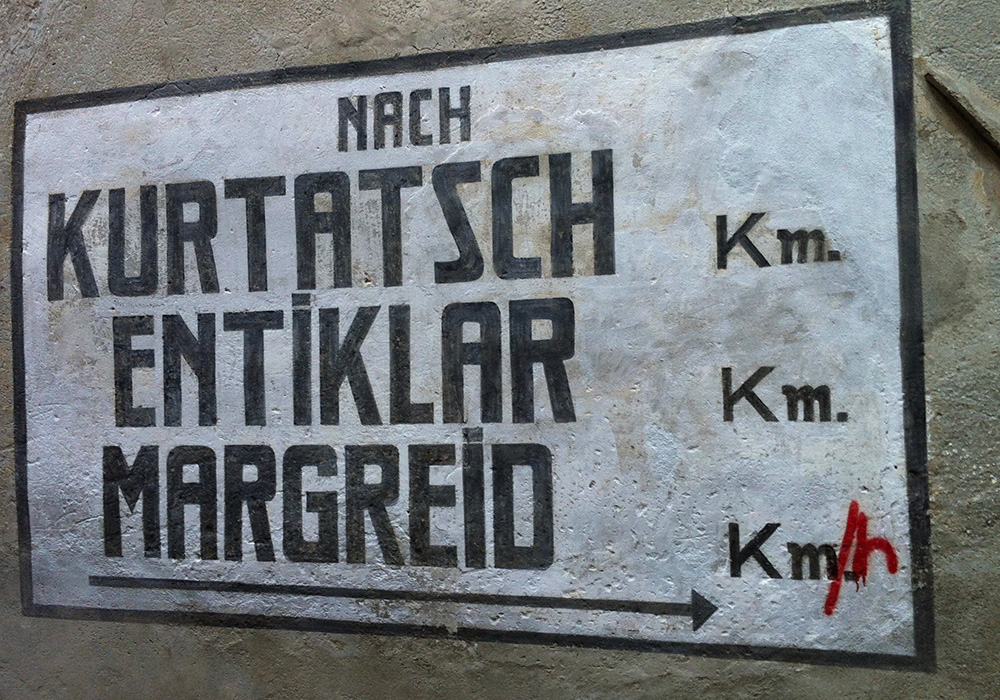 NACH
KURTATSCH Km.
ENTiKLAR Km.
MARGREiD Km./h